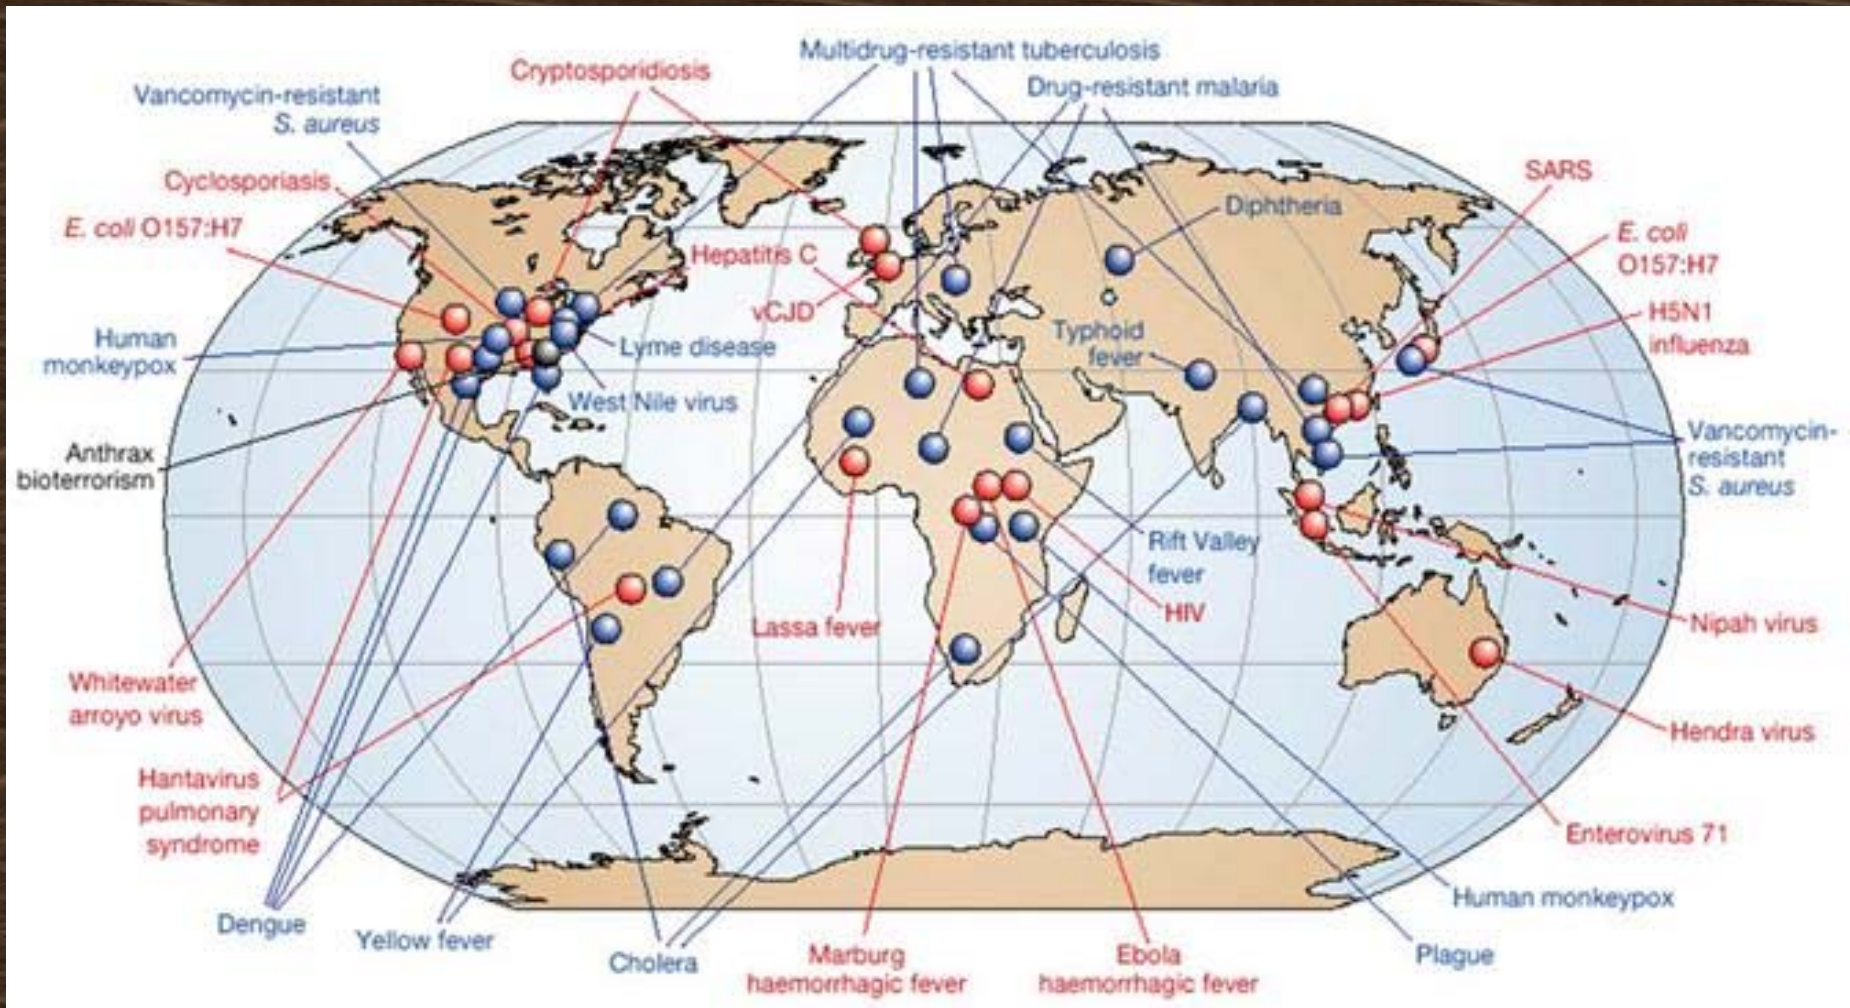 Multidrug-resistant tuberculosis
Cryptosporidiosis
Drug-resistant malaria
Vancomycin-resistant
S. aureus
Cyclosporiasis
SARS
Diphtheria
E. coli O157:H7
E. coli
O157:H7
Hepatitis C
vCJD
H5N1
influenza
Human
monkeypox
Lyme disease
Typhoid
fever
West Nile virus
Anthrax
bioterrorism
Vancomycin-
resistant
S. aureus
Rift Valley
fever
HIV
Lassa fever
Nipah virus
Whitewater
arroyo virus
Hendra virus
Hantavirus
pulmonary
syndrome
Enterovirus 71
Human monkeypox
Dengue
Yellow fever
Cholera
Marburg
haemorrhagic fever
Ebola
haemorrhagic fever
Plague